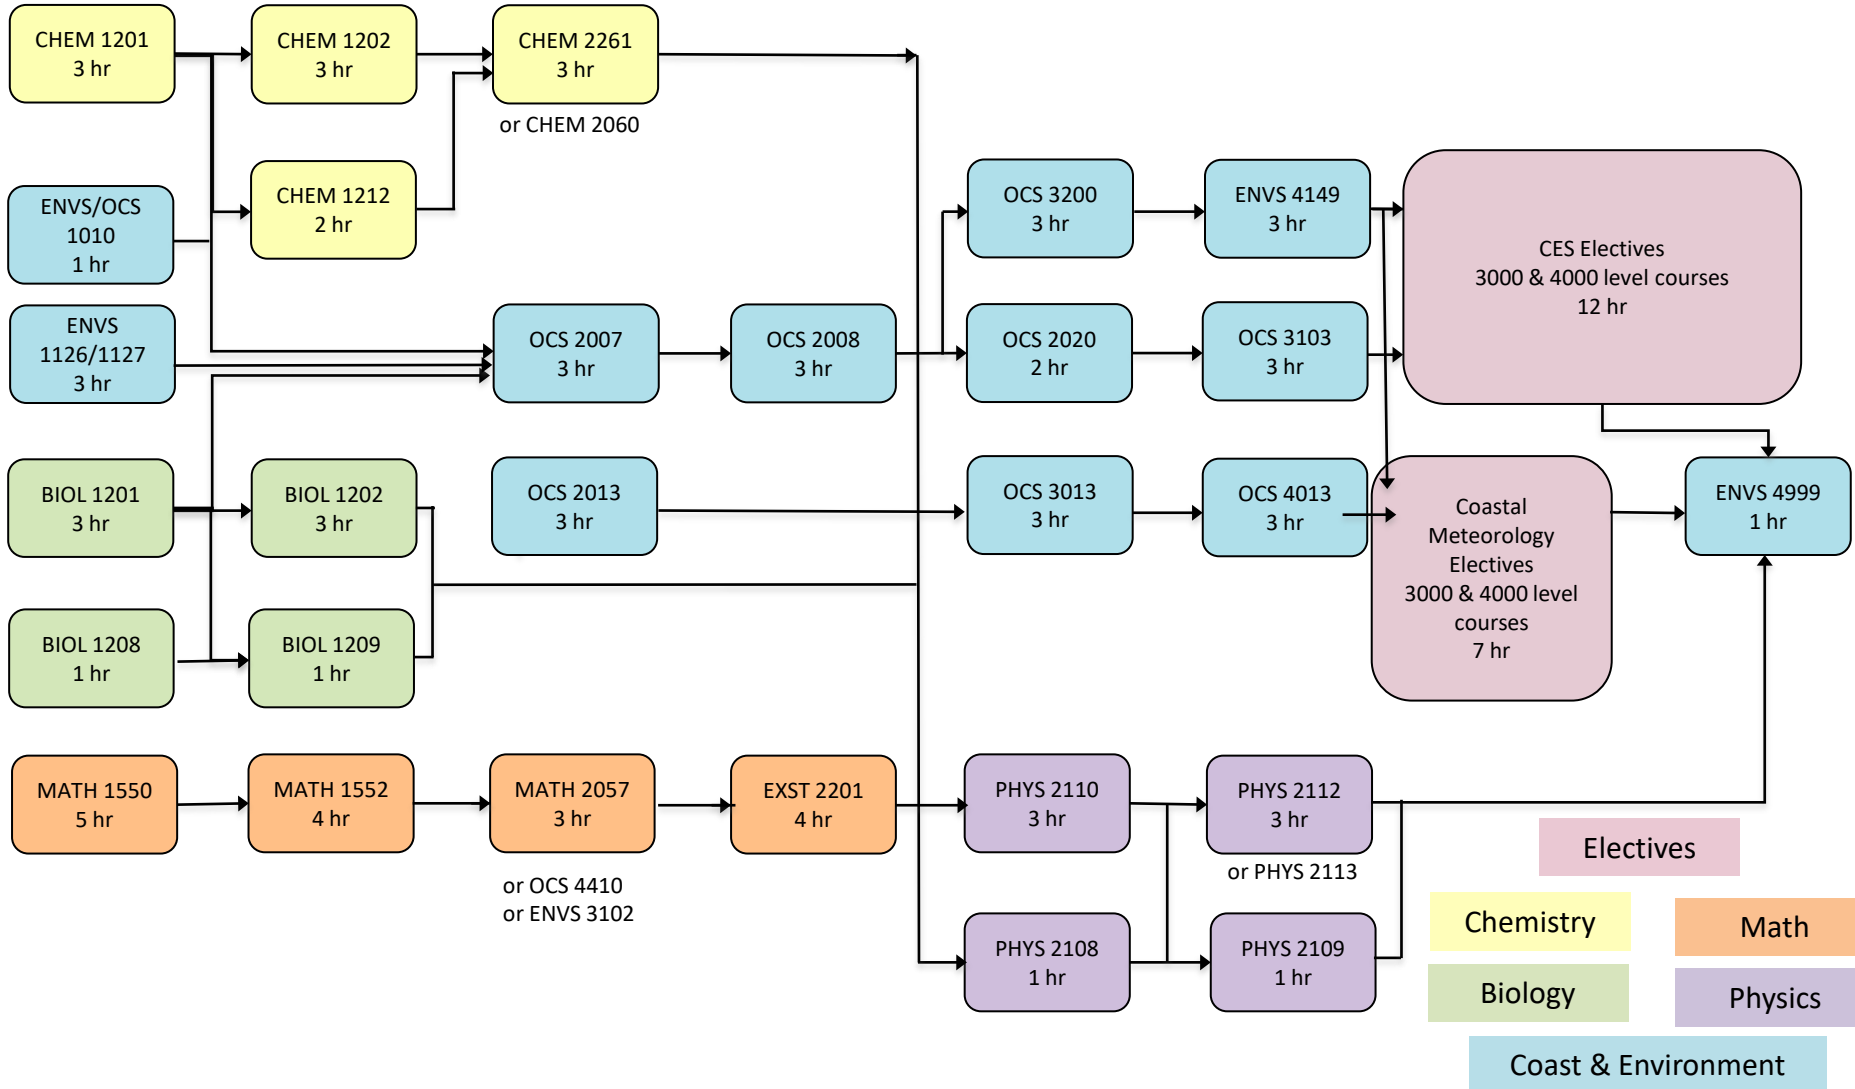 CHEM 1201
3 hr
CHEM 1202
3 hr
CHEM 2261
3 hr
or CHEM 2060
CHEM 1212
2 hr
ENVS/OCS
1010
1 hr
ENVS
1126/1127
3 hr
OCS 2007
3 hr
OCS 2008
3 hr
OCS 3200
3 hr
ENVS 4149
3 hr
OCS 2020
2 hr
OCS 3103
3 hr
CES Electives
3000 & 4000 level courses
12 hr
BIOL 1201
3 hr
BIOL 1202
3 hr
OCS 2013
3 hr
OCS 3013
3 hr
OCS 4013
3 hr
Coastal
Meteorology
Electives
3000 & 4000 level
courses
7 hr
ENVS 4999
1 hr
BIOL 1208
1 hr
BIOL 1209
1 hr
MATH 1550
5 hr
MATH 1552
4 hr
MATH 2057
3 hr
or OCS 4410
or ENVS 3102
EXST 2201
4 hr
PHYS 2110
3 hr
PHYS 2112
3 hr
or PHYS 2113
PHYS 2108
1 hr
PHYS 2109
1 hr
Electives
Chemistry
Math
Biology
Physics
Coast & Environment